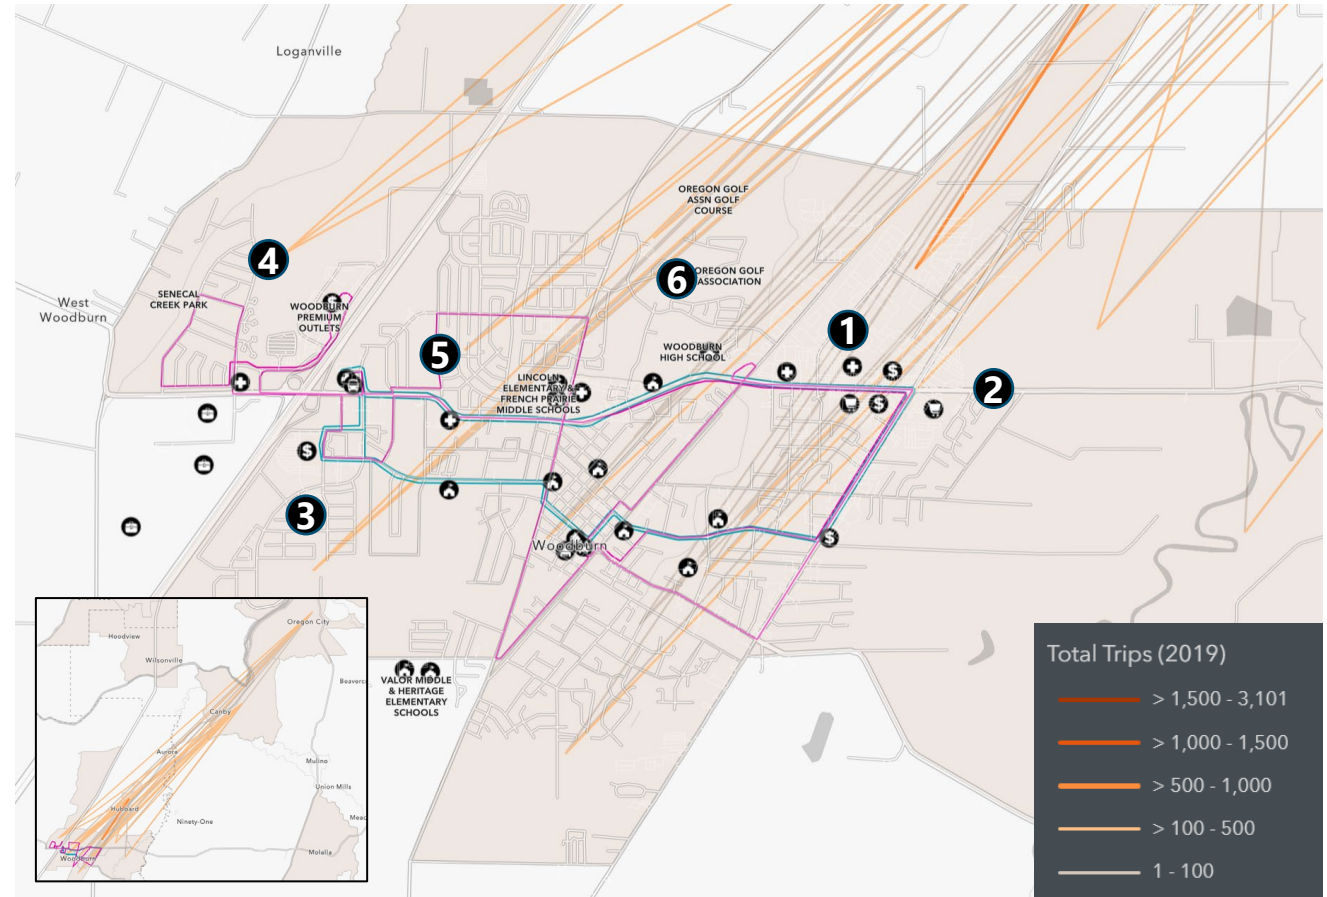 Loganville
OREGON GOLF
ASSN GOLF
COURSE
4
6
OREGON GOLF
ASSOCIATION
SENECAL
CREEK PARK
West
Woodburn
WOODBURN
PREMIUM
OUTLETS
1
5
WOODBURN
HIGH SCHOOL
2
LINCOLN
ELEMENTARY &
FRENCH PRAIRIE
MIDDLE SCHOOLS
$
$
$
3
$
Woodburn
VALOR MIDDLE
& HERITAGE
ELEMENTARY
SCHOOLS
Oregon City
Hoodview
Wilsonville
Beaverc
Canby
Aurora
Mulino
Union Mills
Hubbard
Ninety-One
Mea
Molalla
Woodburn
Total Trips (2019)
> 1,500 - 3,101
> 1,000 - 1,500
> 500 - 1,000
> 100 - 500
1 - 100